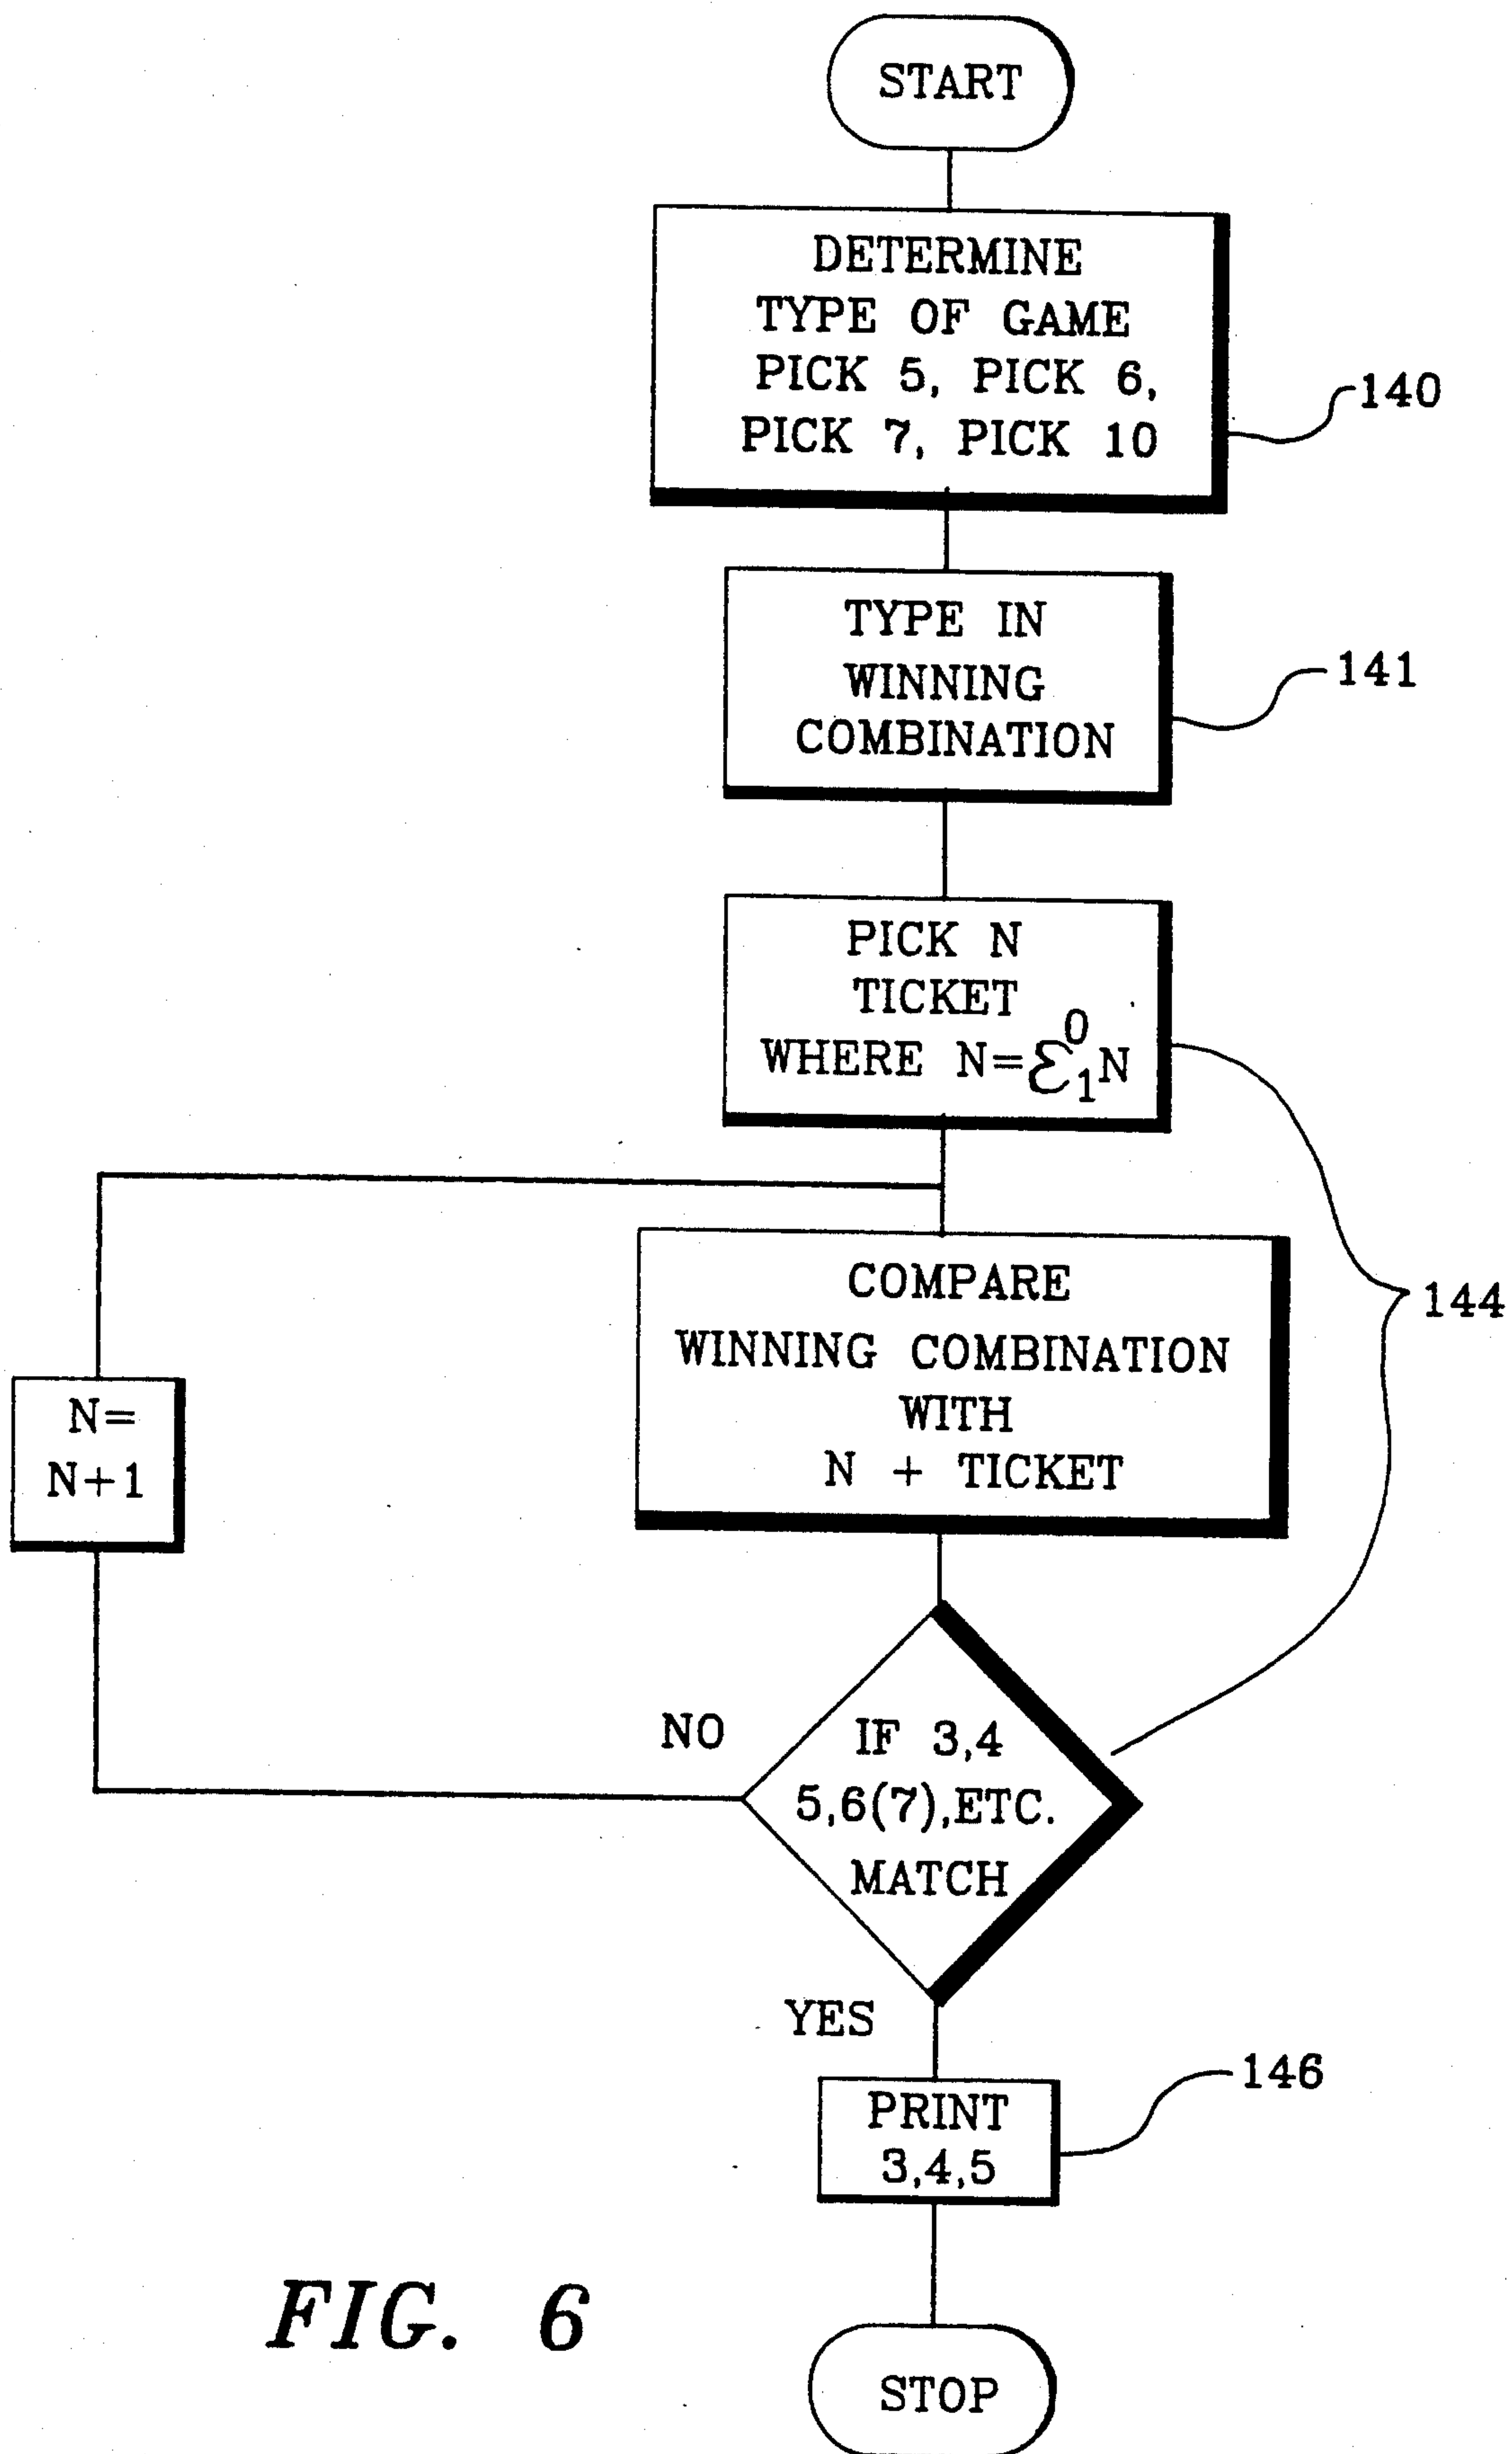 START
DETERMINE
TYPE OF GAME
PICK 5, PICK 6,
PICK 7, PICK 10
140
TYPE IN
WINNING
COMBINATION
141
PICK N
TICKET
WHERE N=Ɛ⁰₁N
144
COMPARE
WINNING COMBINATION
WITH
N + TICKET
N=
N+1
NO
IF 3,4
5,6(7),ETC.
MATCH
YES
PRINT
3,4,5
146
STOP
FIG. 6